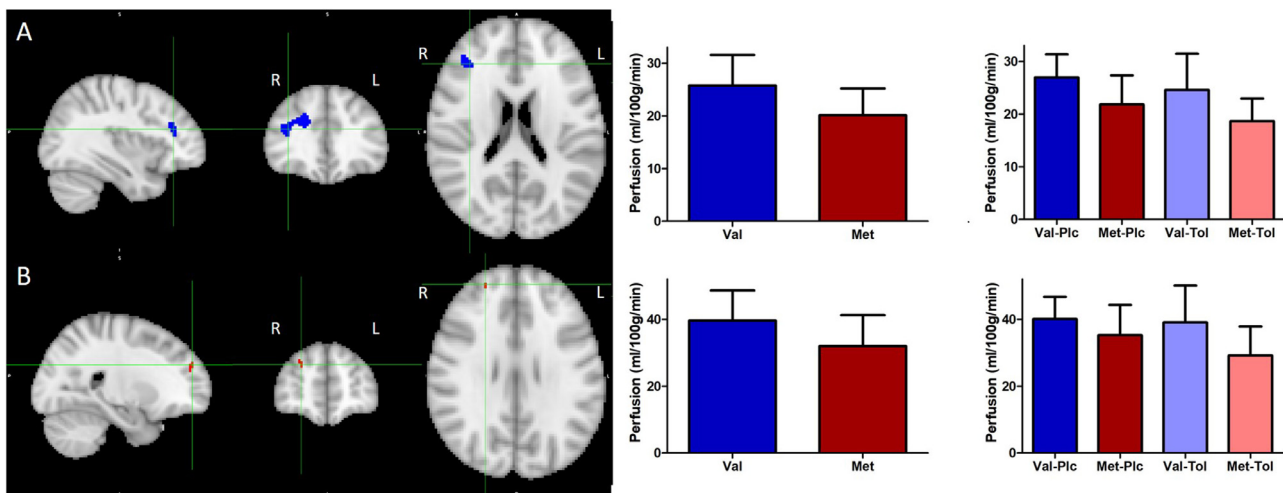 A
S
S
A
R
L
R
L
P
R
L
I
I
S
S
B
R
L
R
L
P
L
I
I
Perfusion (ml/100g/min)
30
20
10
0
Val
Met
Perfusion (ml/100g/min)
30
20
10
0
Val-Plc
Met-Plc
Val-Tol
Met-Tol
Perfusion (ml/100g/min)
40
20
0
Val
Met
Perfusion (ml/100g/min)
40
20
0
Val-Plc
Met-Plc
Val-Tol
Met-Tol